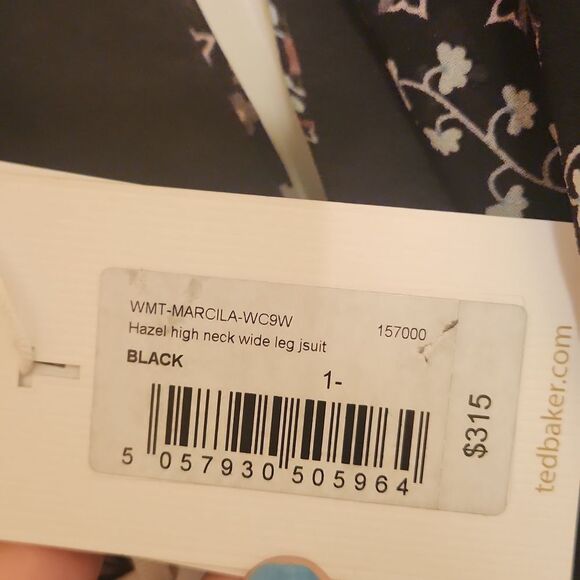 WMT-MARCILA-WC9W
Hazel high neck wide leg jsuit 157000
BLACK
1-
5 057930 505964
$315
tedbaker.com